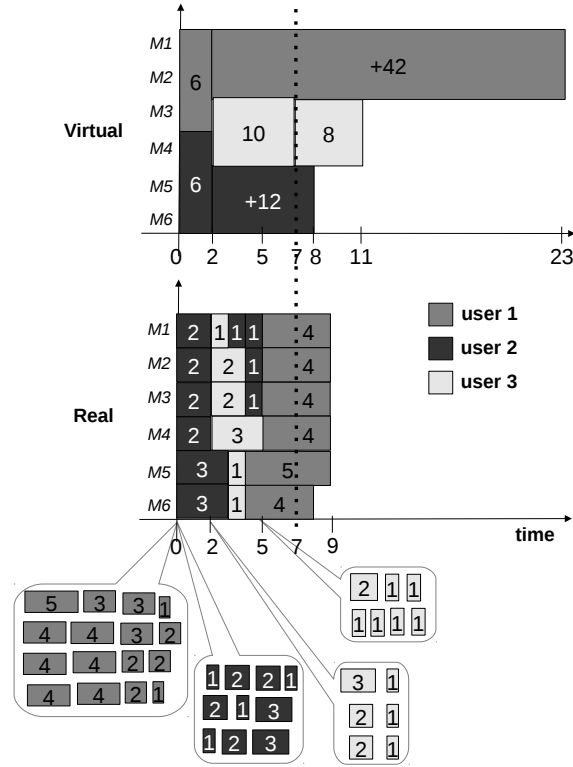 M1
M2
M3
M4
M5
M6
Virtual
6
+42
10
8
6
+12
0 2 5 7 8 11 23
user 1
user 2
user 3
Real
M1 2 1 1 1 4
M2 2 2 1 4
M3 2 2 1 4
M4 2 3 4
M5 3 1 5
M6 3 1 4
0 2 5 7 9
time
5 3 3 1
4 4 3 2
4 4 2 2
4 4 2 1
1 2 2 1
2 1 3
1 2 3
2 1 1
1 1 1 1
3 1
2 1
2 1